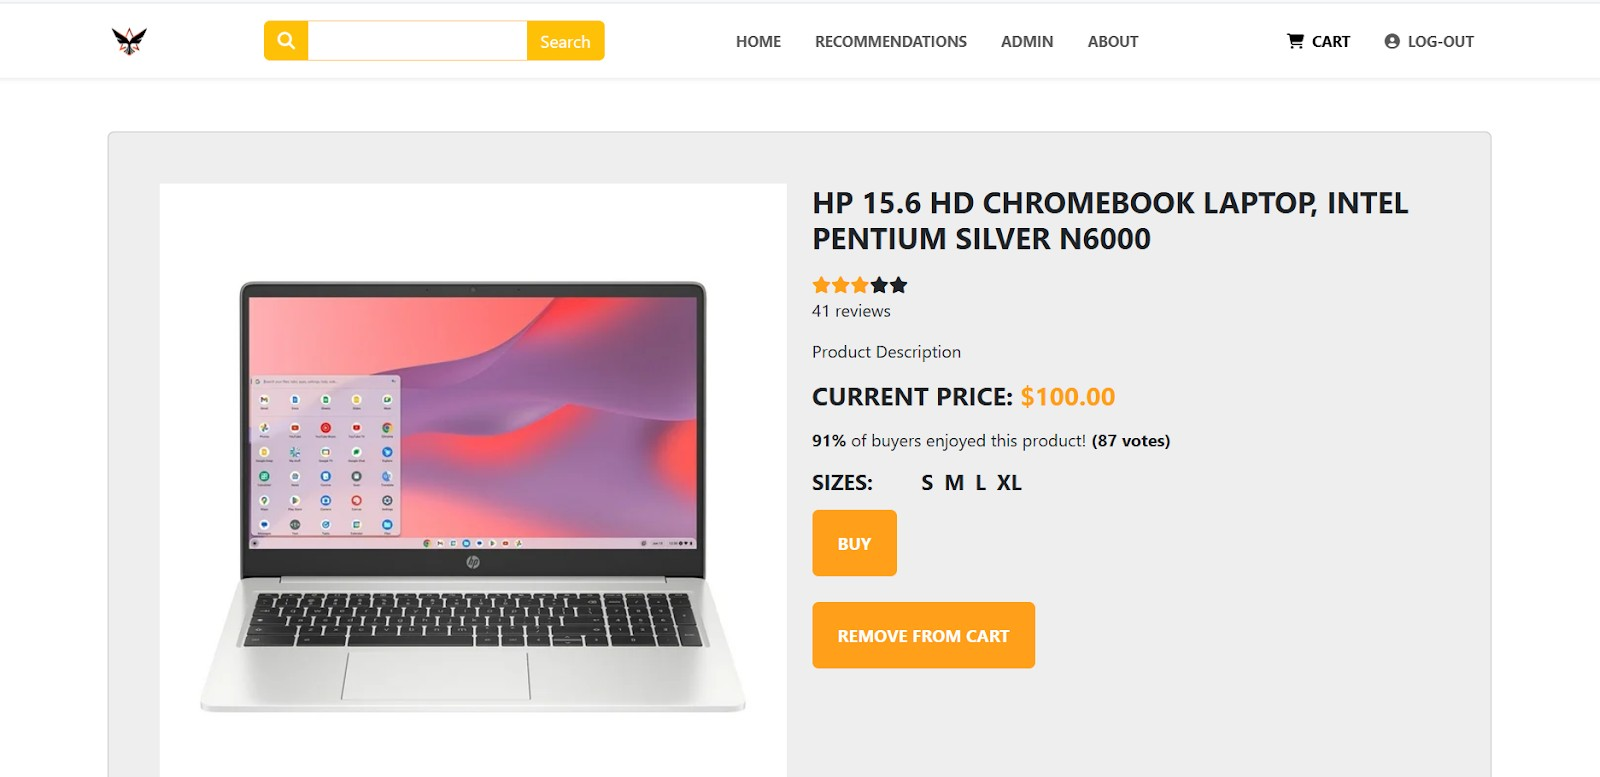 Search
HOME
RECOMMENDATIONS
ADMIN
ABOUT
CART
LOG-OUT
HP 15.6 HD CHROMEBOOK LAPTOP, INTEL
PENTIUM SILVER N6000
41 reviews
Product Description
CURRENT PRICE: $100.00
91% of buyers enjoyed this product! (87 votes)
SIZES: S M L XL
BUY
REMOVE FROM CART
hp